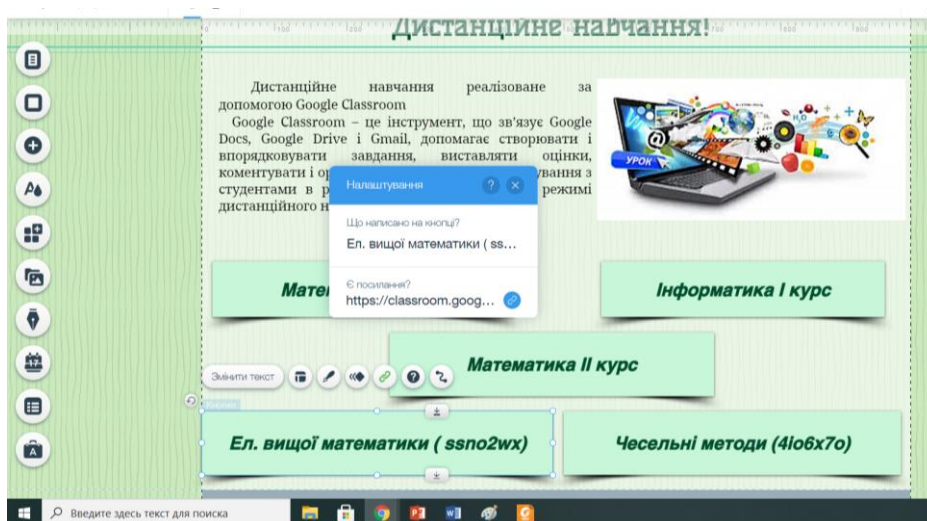 Дистанційне навчання!
Дистанційне навчання реалізоване за
допомогою Google Classroom
Google Classroom – це інструмент, що зв'язує Google
Docs, Google Drive і Gmail, допомагає створювати і
впорядковувати завдання, виставляти оцінки,
коментувати і ування з
студентами в режимі
дистанційного
УРОК
Налаштування ?
Що написано на кнопці?
Ел. вищої математики ( ss...
Є посилання?
https://classroom.goog...
Мате
Інформатика І курс
Математика ІІ курс
Змінити текст
Ел. вищої математики ( ssno2wx)
Чесельні методи (4io6x7o)
Введите здесь текст для поиска